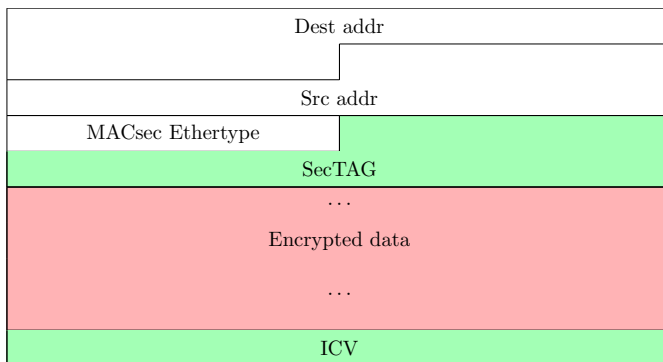 Dest addr
Src addr
MACsec Ethertype
SecTAG
...
Encrypted data
...
ICV